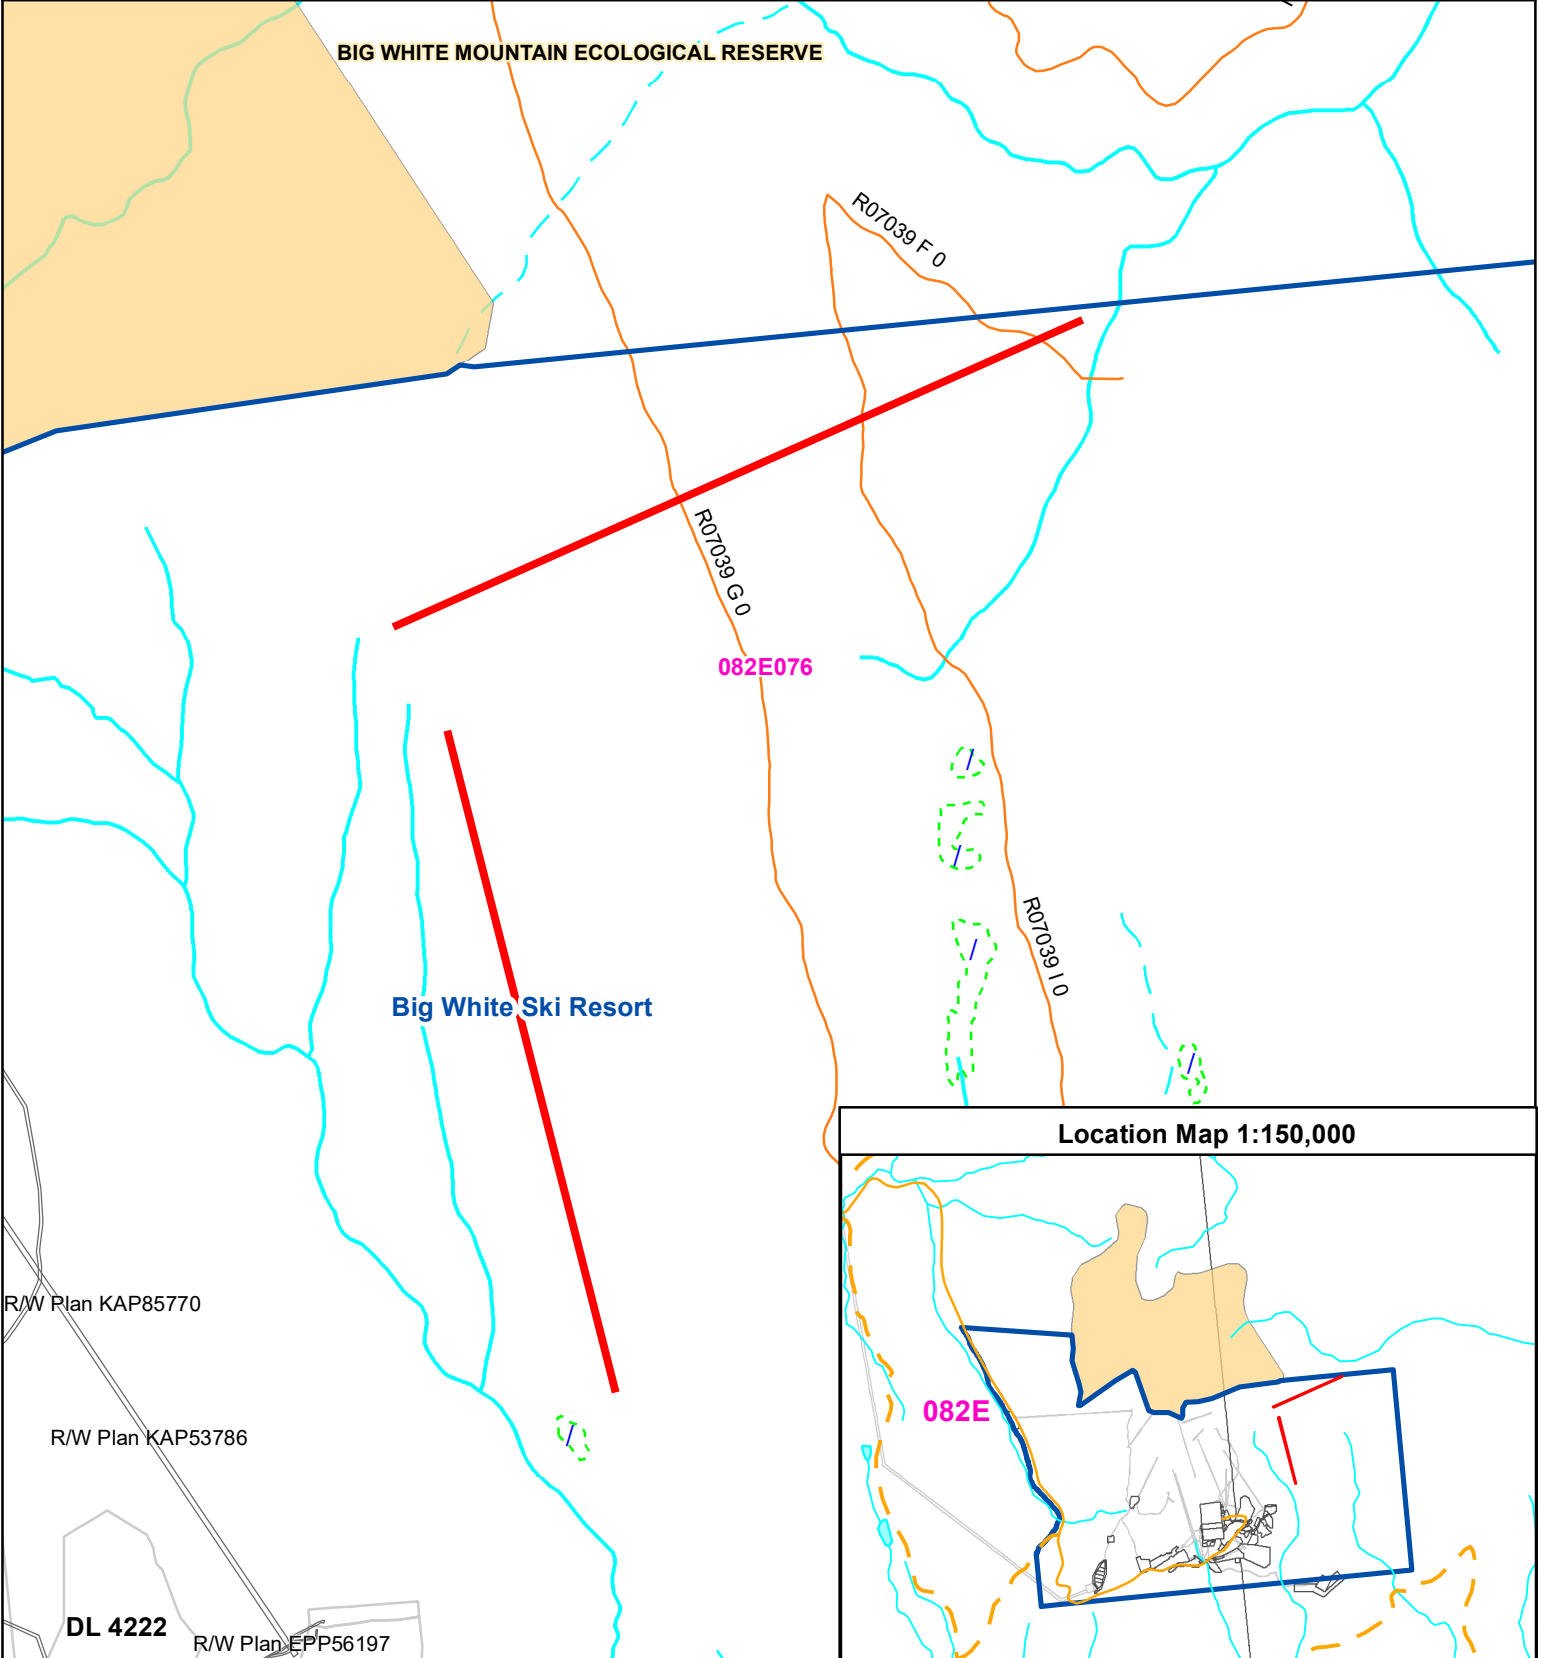 BIG WHITE MOUNTAIN ECOLOGICAL RESERVE
R07039 F 0
R07039 G 0
082E076
R07039 I 0
Big White Ski Resort
Location Map 1:150,000
R/W Plan KAP85770
082E
R/W Plan KAP53786
DL 4222
R/W Plan EPP56197